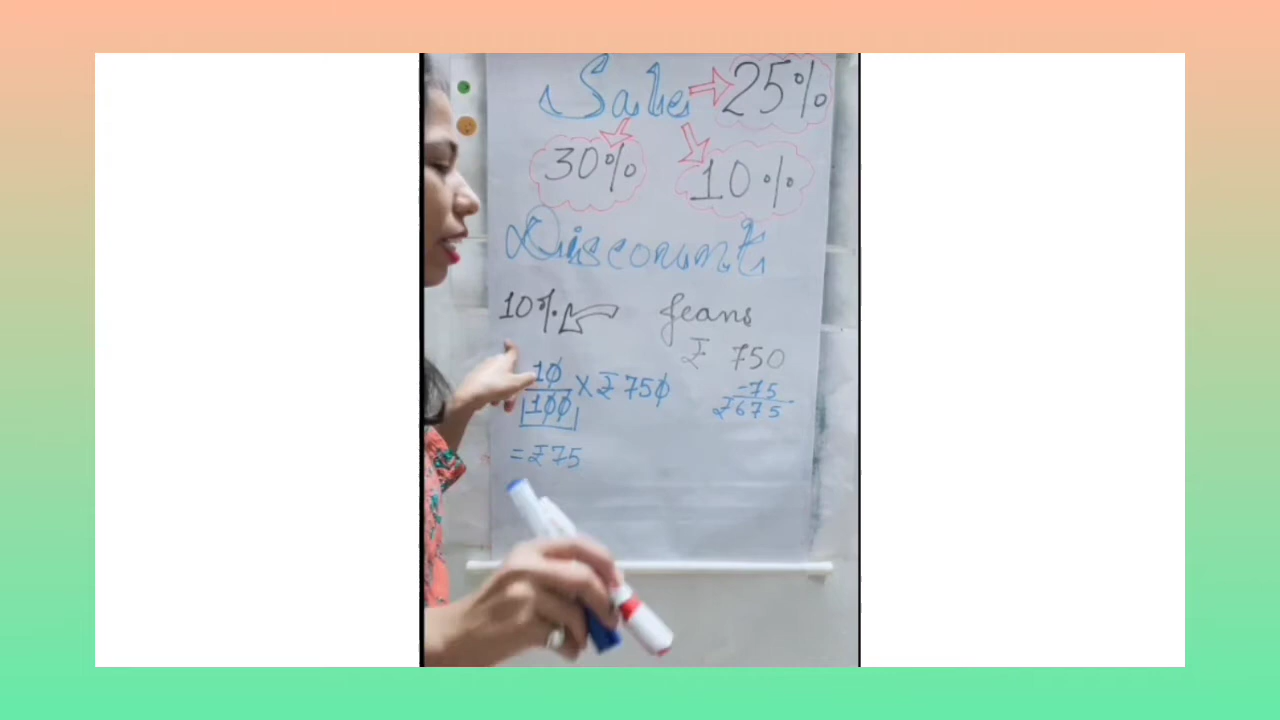 Sale 25%
30% 10%
Discount
10% Jeans
₹ 750
10/100 × ₹ 750
-75
₹675
= ₹75